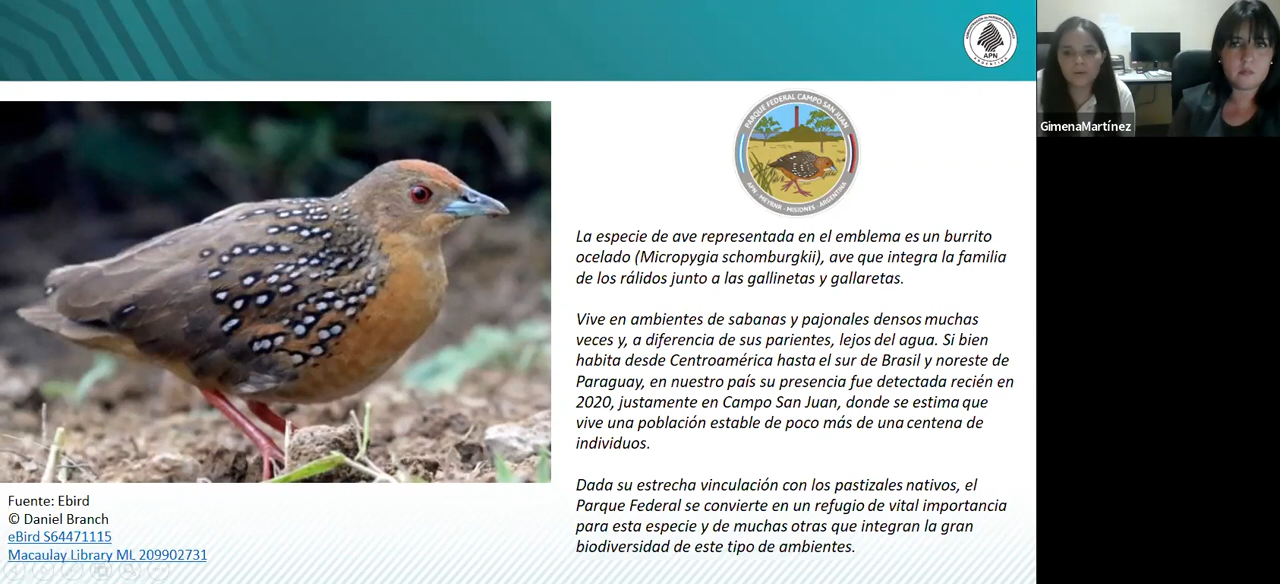 APN
ARGENTINA
GimenaMartínez
PARQUE FEDERAL CAMPO SAN JUAN
APN - MEYRNR - MISIONES - ARGENTINA
La especie de ave representada en el emblema es un burrito
ocelado (Micropygia schomburgkii), ave que integra la familia
de los rálidos junto a las gallinetas y gallaretas.
Vive en ambientes de sabanas y pajonales densos muchas
veces y, a diferencia de sus parientes, lejos del agua. Si bien
habita desde Centroamérica hasta el sur de Brasil y noreste de
Paraguay, en nuestro país su presencia fue detectada recién en
2020, justamente en Campo San Juan, donde se estima que
vive una población estable de poco más de una centena de
individuos.
Dada su estrecha vinculación con los pastizales nativos, el
Parque Federal se convierte en un refugio de vital importancia
para esta especie y de muchas otras que integran la gran
biodiversidad de este tipo de ambientes.
Fuente: Ebird
© Daniel Branch
eBird S64471115
Macaulay Library ML 209902731